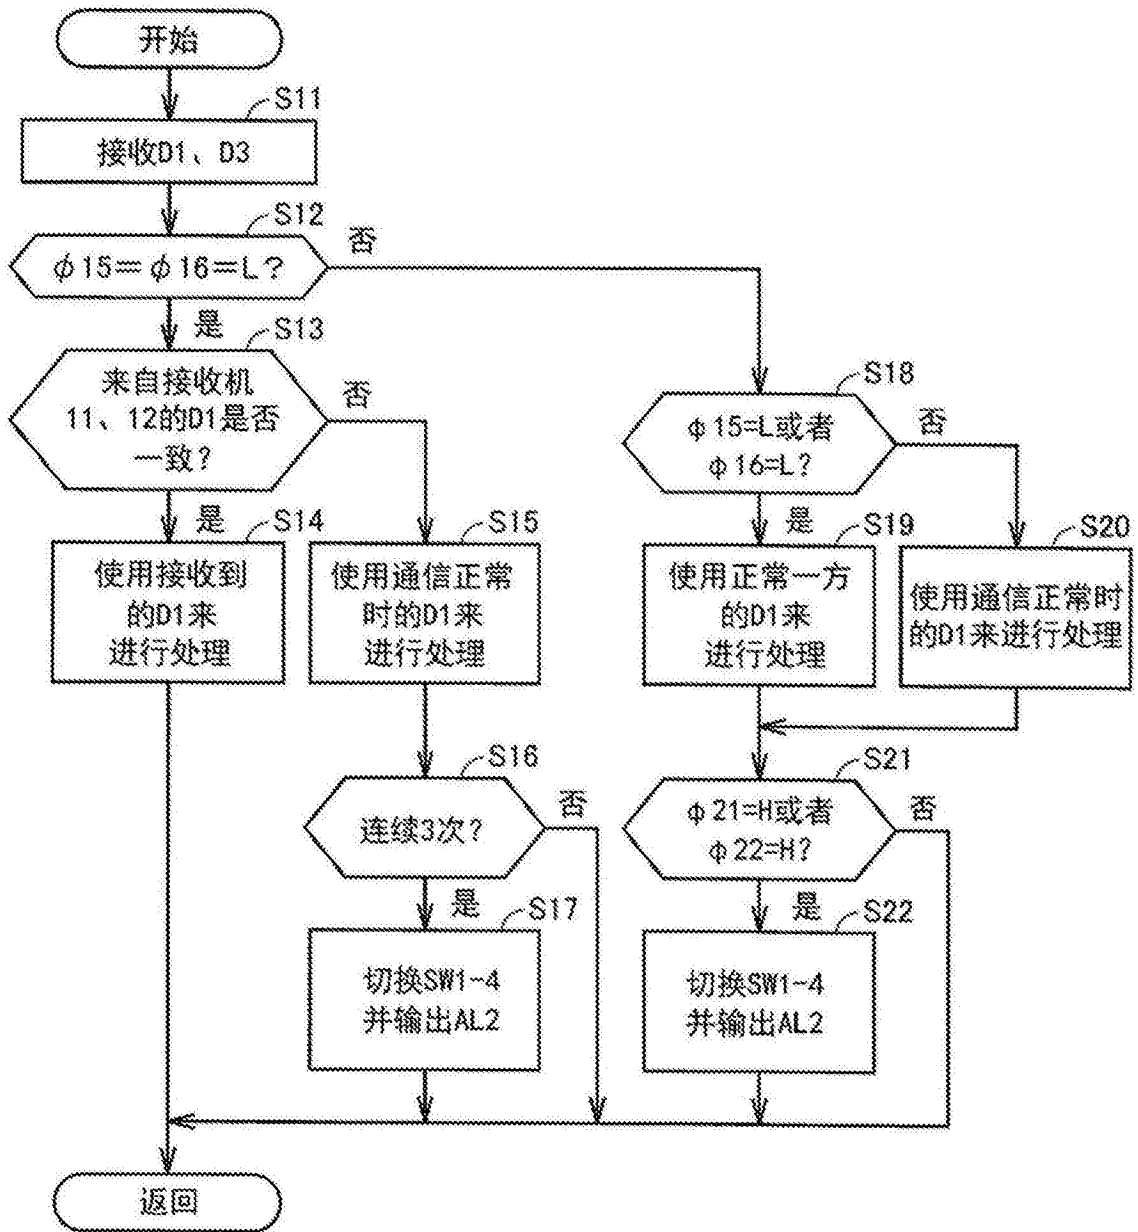 开始
S11
接收D1、D3
S12
φ15=φ16=L?
否
是
S13
来自接收机
11、12的D1是否
一致?
否
是
S14
使用接收到
的D1来
进行处理
S15
使用通信正常
时的D1来
进行处理
S16
连续3次?
否
是
S17
切换SW1-4
并输出AL2
S18
φ15=L或者
φ16=L?
否
是
S19
使用正常一方
的D1来
进行处理
S20
使用通信正常时
的D1来进行处理
S21
φ21=H或者
φ22=H?
否
是
S22
切换SW1-4
并输出AL2
返回